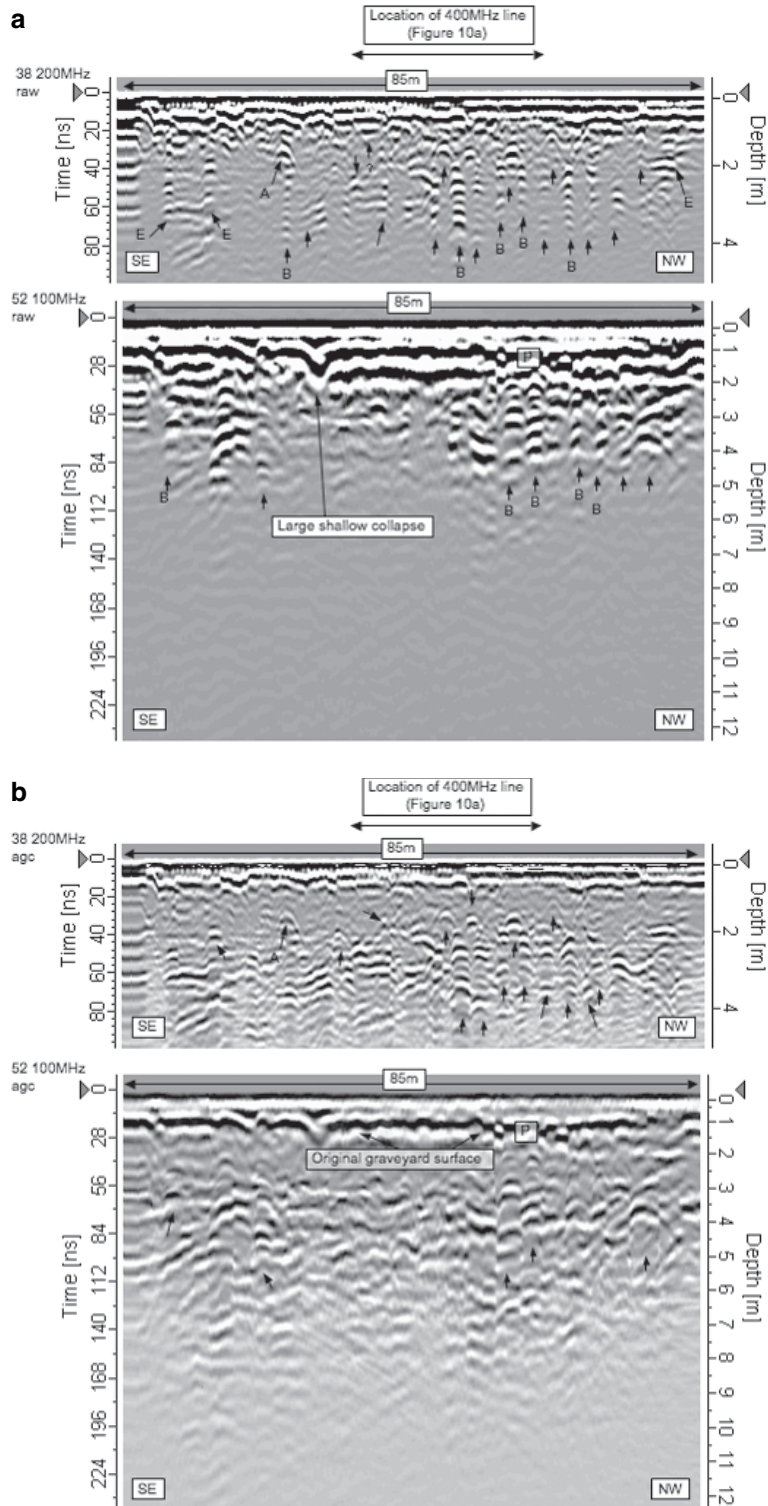 a
Location of 400MHz line
(Figure 10a)
38 200MHz
raw
85m
0
20
40
60
80
Time [ns]
0
2
4
Depth [m]
?
A
E
E
E
B
B
B
B
B
SE
NW
52 100MHz
raw
85m
0
28
56
84
112
140
168
196
224
Time [ns]
0
1
2
3
4
5
6
7
8
9
10
11
12
Depth [m]
P
B
B
B
B
B
Large shallow collapse
SE
NW
b
Location of 400MHz line
(Figure 10a)
38 200MHz
agc
85m
0
20
40
60
80
Time [ns]
0
2
4
Depth [m]
A
SE
NW
52 100MHz
agc
85m
0
28
56
84
112
140
168
196
224
Time [ns]
0
1
2
3
4
5
6
7
8
9
10
11
12
Depth [m]
P
Original graveyard surface
SE
NW